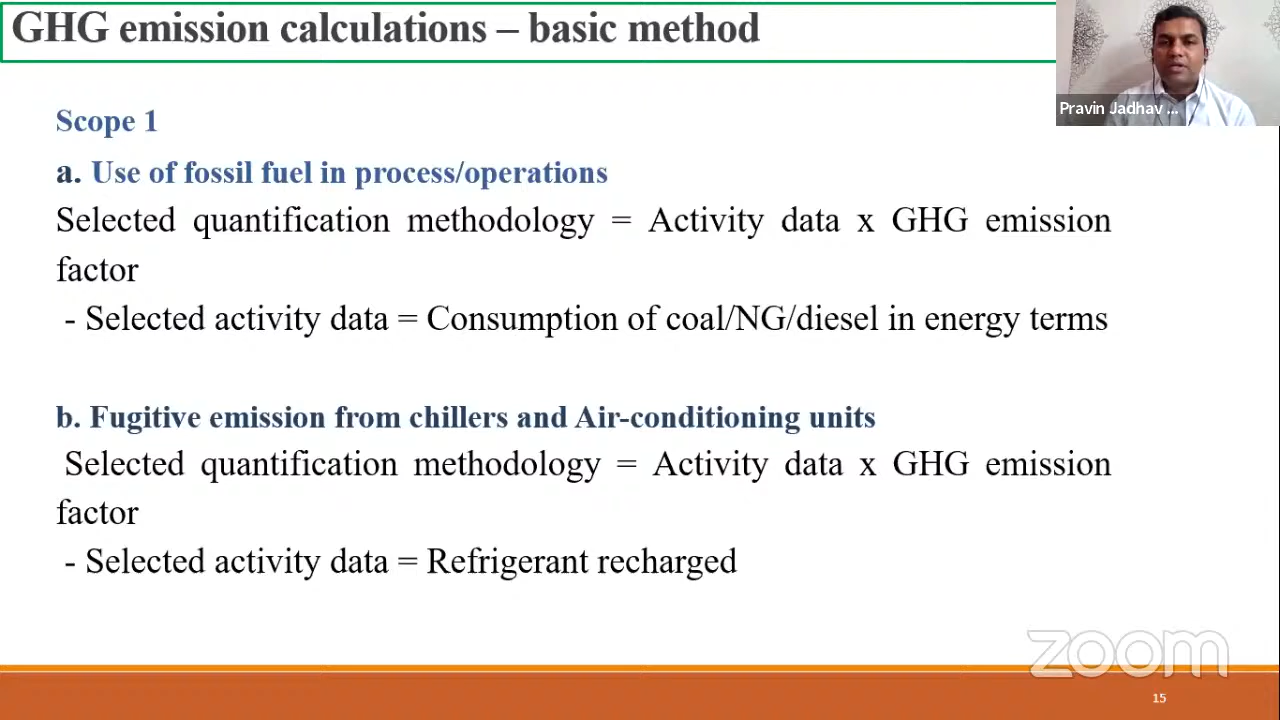 GHG emission calculations – basic method
Pravin Jadhav ...
Scope 1
a. Use of fossil fuel in process/operations
Selected quantification methodology = Activity data x GHG emission
factor
- Selected activity data = Consumption of coal/NG/diesel in energy terms
b. Fugitive emission from chillers and Air-conditioning units
Selected quantification methodology = Activity data x GHG emission
factor
- Selected activity data = Refrigerant recharged
zoom
15